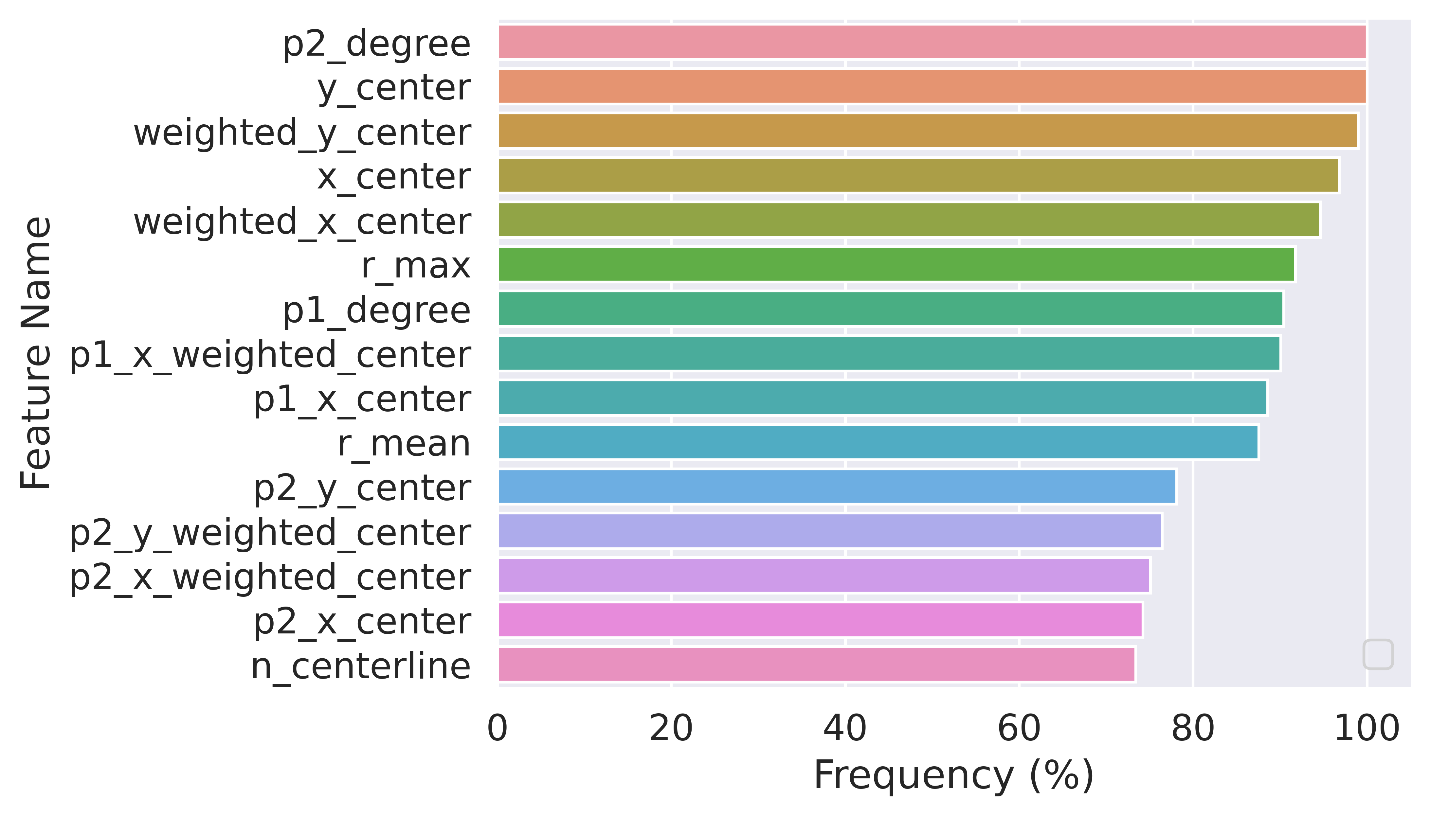 p2_degree
y_center
weighted_y_center
x_center
weighted_x_center
r_max
p1_degree
p1_x_weighted_center
p1_x_center
r_mean
p2_y_center
p2_y_weighted_center
p2_x_weighted_center
p2_x_center
n_centerline
Feature Name
0 20 40 60 80 100
Frequency (%)